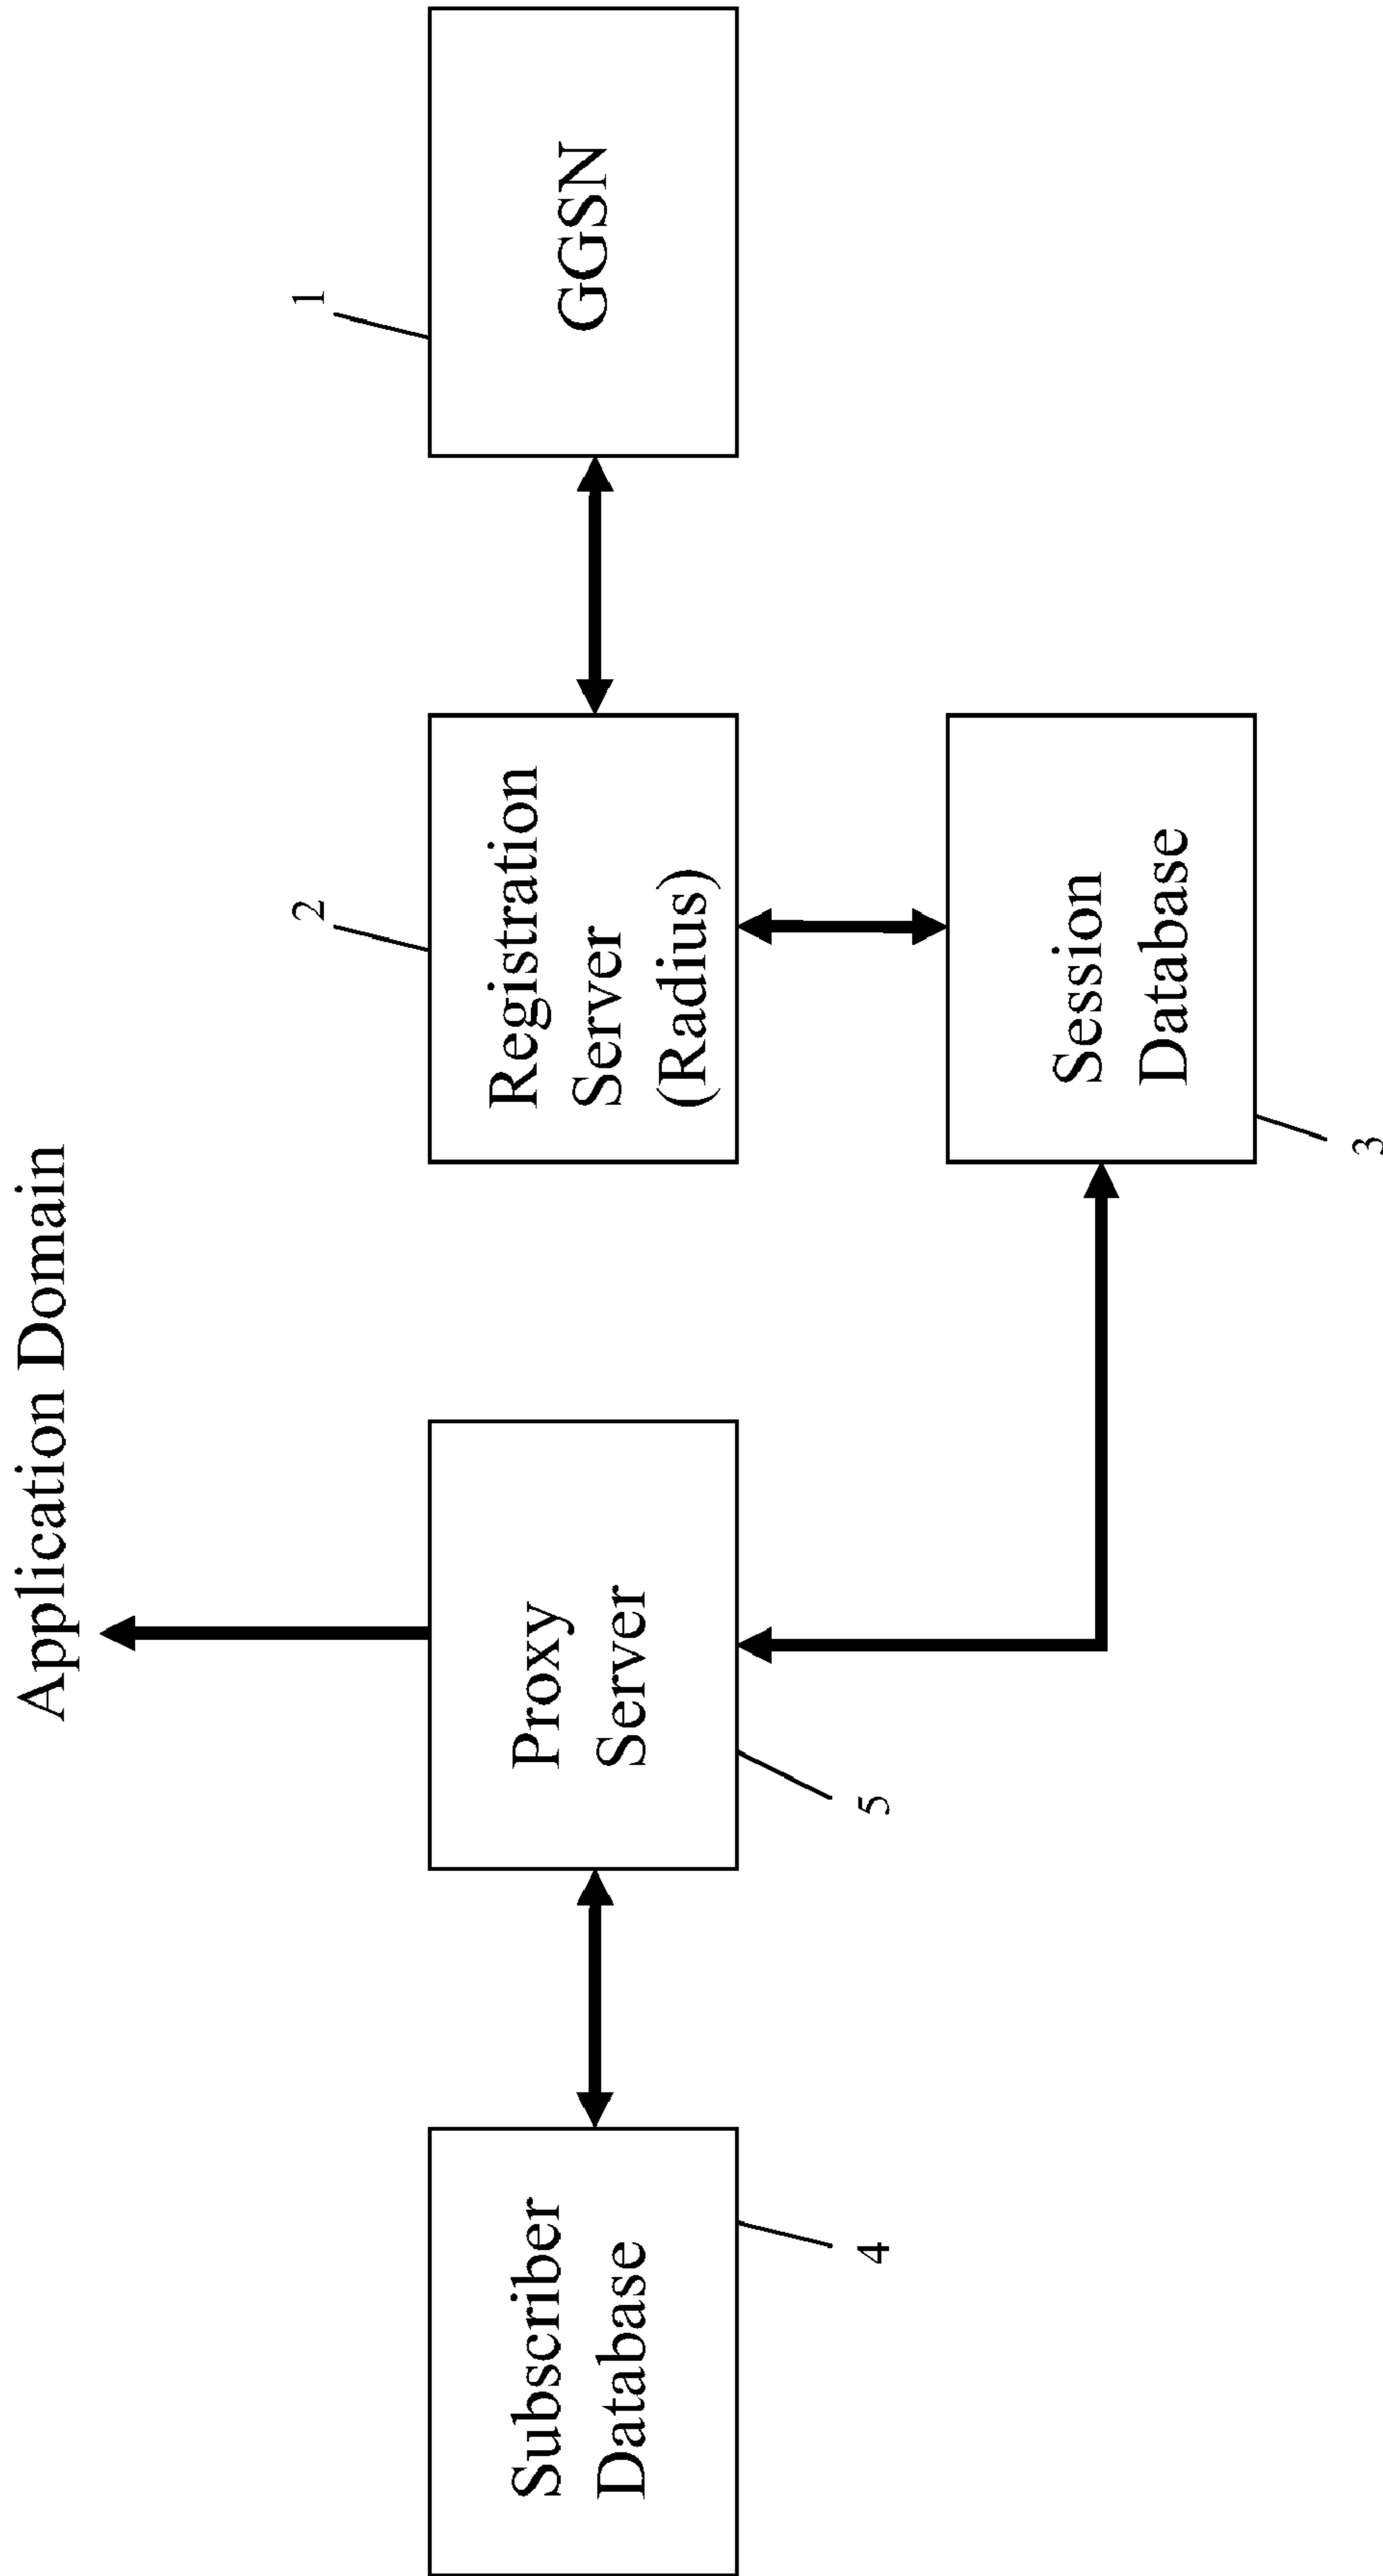 Application Domain
4
Subscriber
Database
5
Proxy
Server
2
Registration
Server
(Radius)
1
GGSN
3
Session
Database